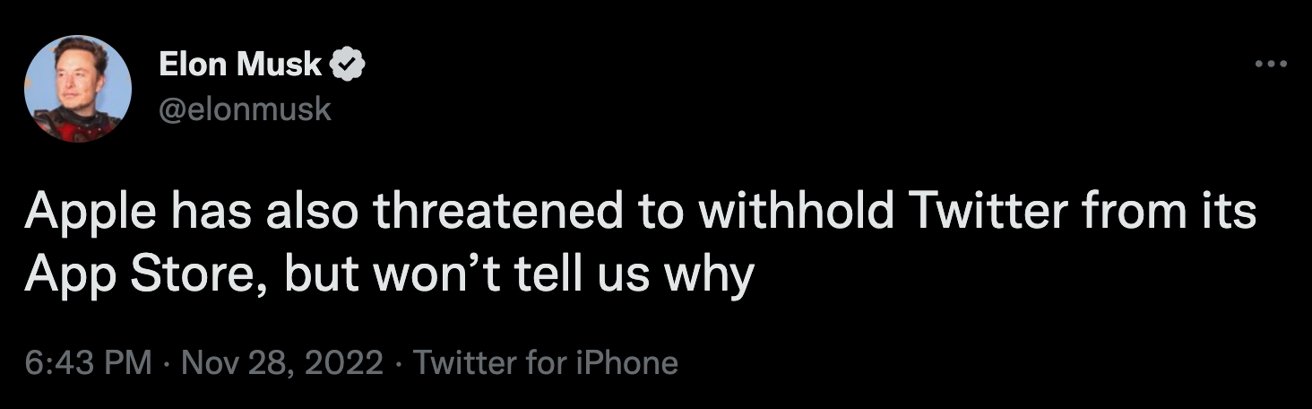 Elon Musk
@elonmusk
Apple has also threatened to withhold Twitter from its
App Store, but won’t tell us why
6:43 PM · Nov 28, 2022 · Twitter for iPhone